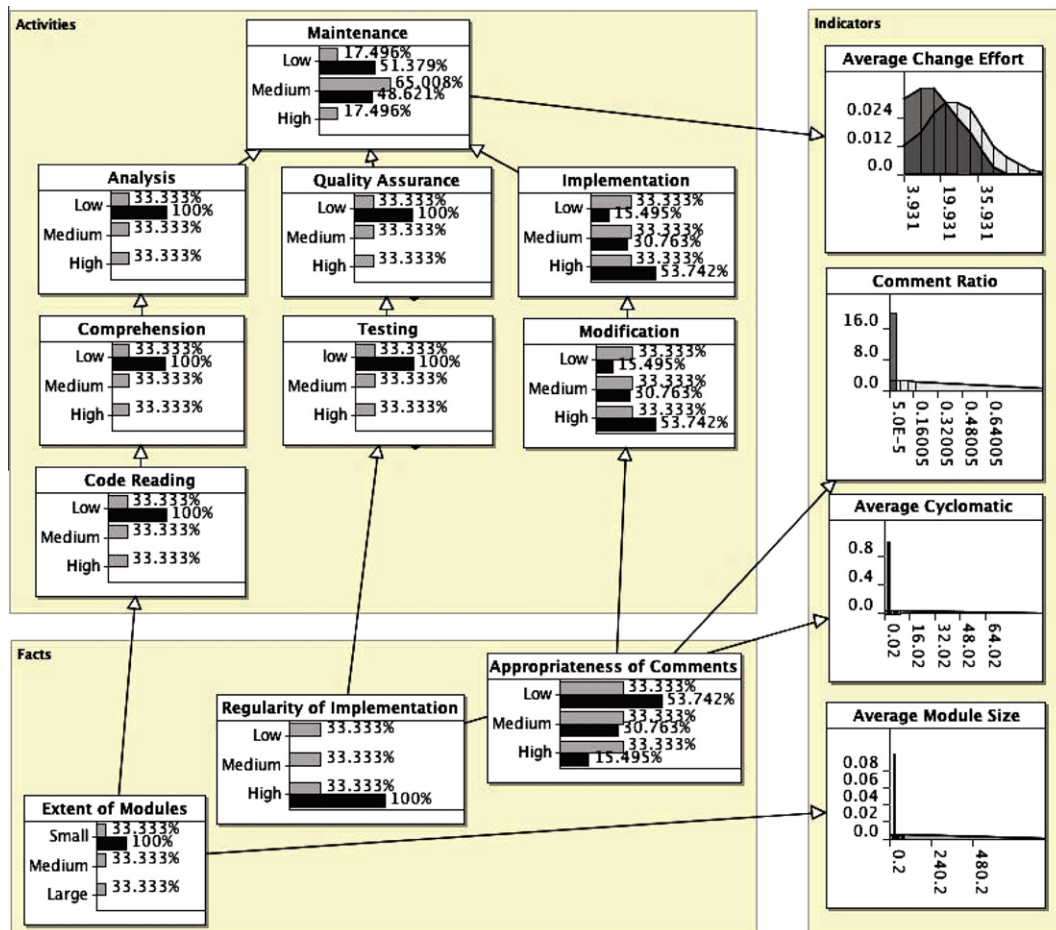 Activities
Maintenance
Low 17.496%
51.379%
Medium 65.008%
48.621%
High 17.496%
Analysis
Low 33.333%
100%
Medium 33.333%
High 33.333%
Quality Assurance
Low 33.333%
100%
Medium 33.333%
High 33.333%
Implementation
Low 33.333%
15.495%
Medium 33.333%
30.763%
High 33.333%
53.742%
Comprehension
Low 33.333%
100%
Medium 33.333%
High 33.333%
Testing
low 33.333%
100%
Medium 33.333%
High 33.333%
Modification
Low 33.333%
15.495%
Medium 33.333%
30.763%
High 33.333%
53.742%
Code Reading
Low 33.333%
100%
Medium 33.333%
High 33.333%
Facts
Appropriateness of Comments
Low 33.333%
53.742%
Medium 33.333%
30.763%
High 33.333%
15.495%
Regularity of Implementation
Low 33.333%
Medium 33.333%
High 33.333%
100%
Extent of Modules
Small 33.333%
100%
Medium 33.333%
Large 33.333%
Indicators
Average Change Effort
0.024
0.012
0.0
3.931
19.931
35.931
Comment Ratio
16.0
8.0
0.0
5.0E-5
0.16005
0.32005
0.48005
0.64005
Average Cyclomatic
0.8
0.4
0.0
0.02
16.02
32.02
48.02
64.02
Average Module Size
0.08
0.06
0.04
0.02
0.0
0.2
240.2
480.2